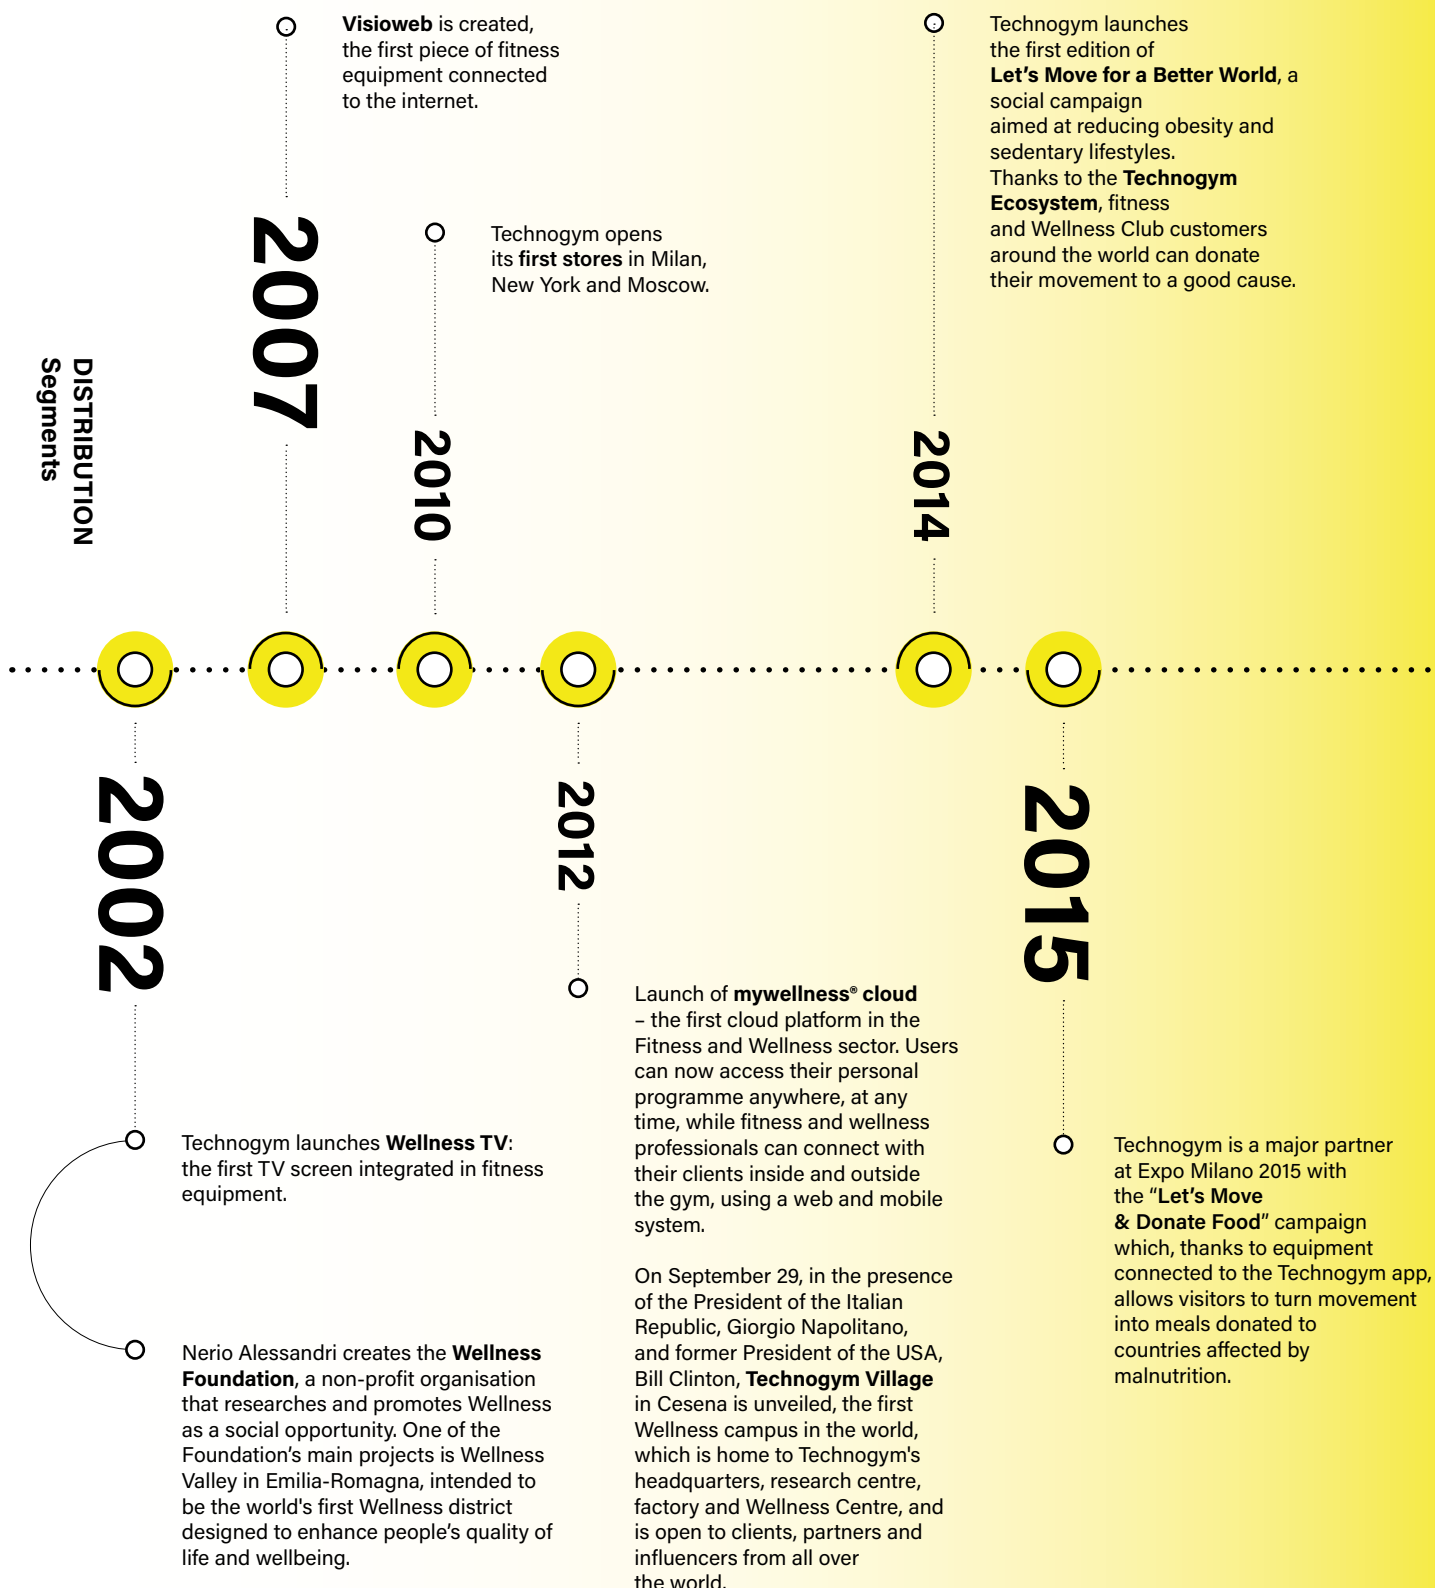 Visioweb is created,
the first piece of fitness
equipment connected
to the internet.
2007
Technogym opens
its first stores in Milan,
New York and Moscow.
2010
Technogym launches
the first edition of
Let’s Move for a Better World, a
social campaign
aimed at reducing obesity and
sedentary lifestyles.
Thanks to the Technogym
Ecosystem, fitness
and Wellness Club customers
around the world can donate
their movement to a good cause.
2014
DISTRIBUTION
Segments
2002
Technogym launches Wellness TV:
the first TV screen integrated in fitness
equipment.
Nerio Alessandri creates the Wellness
Foundation, a non-profit organisation
that researches and promotes Wellness
as a social opportunity. One of the
Foundation’s main projects is Wellness
Valley in Emilia-Romagna, intended to
be the world's first Wellness district
designed to enhance people’s quality of
life and wellbeing.
2012
Launch of mywellness® cloud
– the first cloud platform in the
Fitness and Wellness sector. Users
can now access their personal
programme anywhere, at any
time, while fitness and wellness
professionals can connect with
their clients inside and outside
the gym, using a web and mobile
system.
On September 29, in the presence
of the President of the Italian
Republic, Giorgio Napolitano,
and former President of the USA,
Bill Clinton, Technogym Village
in Cesena is unveiled, the first
Wellness campus in the world,
which is home to Technogym's
headquarters, research centre,
factory and Wellness Centre, and
is open to clients, partners and
influencers from all over
the world.
2015
Technogym is a major partner
at Expo Milano 2015 with
the “Let’s Move
& Donate Food” campaign
which, thanks to equipment
connected to the Technogym app,
allows visitors to turn movement
into meals donated to
countries affected by
malnutrition.